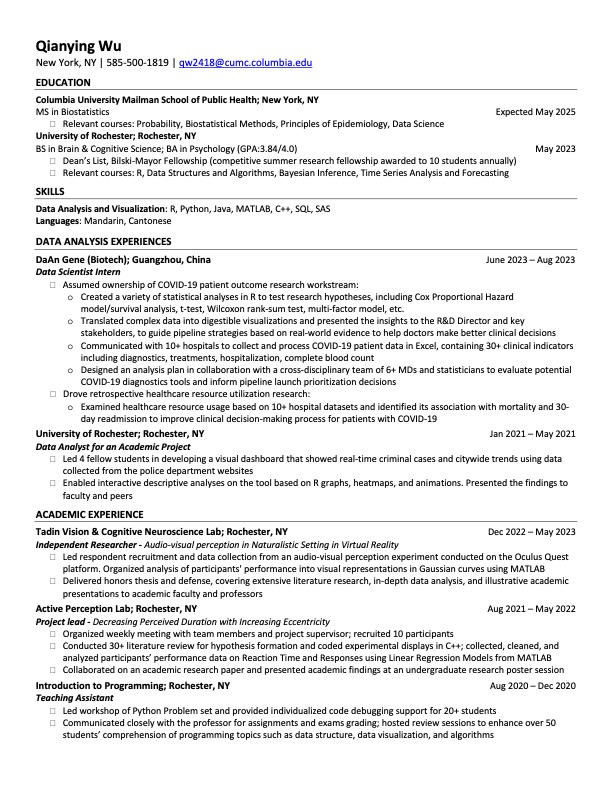 Qianying Wu
New York, NY | 585-500-1819 | qw2418@cumc.columbia.edu
EDUCATION
Columbia University Mailman School of Public Health; New York, NY
MS in Biostatistics Expected May 2025
□ Relevant courses: Probability, Biostatistical Methods, Principles of Epidemiology, Data Science
University of Rochester; Rochester, NY
BS in Brain & Cognitive Science; BA in Psychology (GPA:3.84/4.0) May 2023
□ Dean's List, Bilski-Mayor Fellowship (competitive summer research fellowship awarded to 10 students annually)
□ Relevant courses: R, Data Structures and Algorithms, Bayesian Inference, Time Series Analysis and Forecasting
SKILLS
Data Analysis and Visualization: R, Python, Java, MATLAB, C++, SQL, SAS
Languages: Mandarin, Cantonese
DATA ANALYSIS EXPERIENCES
DaAn Gene (Biotech); Guangzhou, China June 2023 – Aug 2023
Data Scientist Intern
□ Assumed ownership of COVID-19 patient outcome research workstream:
o Created a variety of statistical analyses in R to test research hypotheses, including Cox Proportional Hazard
model/survival analysis, t-test, Wilcoxon rank-sum test, multi-factor model, etc.
o Translated complex data into digestible visualizations and presented the insights to the R&D Director and key
stakeholders, to guide pipeline strategies based on real-world evidence to help doctors make better clinical decisions
o Communicated with 10+ hospitals to collect and process COVID-19 patient data in Excel, containing 30+ clinical indicators
including diagnostics, treatments, hospitalization, complete blood count
o Designed an analysis plan in collaboration with a cross-disciplinary team of 6+ MDs and statisticians to evaluate potential
COVID-19 diagnostics tools and inform pipeline launch prioritization decisions
□ Drove retrospective healthcare resource utilization research:
o Examined healthcare resource usage based on 10+ hospital datasets and identified its association with mortality and 30-
day readmission to improve clinical decision-making process for patients with COVID-19
University of Rochester; Rochester, NY Jan 2021 – May 2021
Data Analyst for an Academic Project
□ Led 4 fellow students in developing a visual dashboard that showed real-time criminal cases and citywide trends using data
collected from the police department websites
□ Enabled interactive descriptive analyses on the tool based on R graphs, heatmaps, and animations. Presented the findings to
faculty and peers
ACADEMIC EXPERIENCE
Tadin Vision & Cognitive Neuroscience Lab; Rochester, NY Dec 2022 – May 2023
Independent Researcher - Audio-visual perception in Naturalistic Setting in Virtual Reality
□ Led respondent recruitment and data collection from an audio-visual perception experiment conducted on the Oculus Quest
platform. Organized analysis of participants' performance into visual representations in Gaussian curves using MATLAB
□ Delivered honors thesis and defense, covering extensive literature research, in-depth data analysis, and illustrative academic
presentations to academic faculty and professors
Active Perception Lab; Rochester, NY Aug 2021 – May 2022
Project lead - Decreasing Perceived Duration with Increasing Eccentricity
□ Organized weekly meeting with team members and project supervisor; recruited 10 participants
□ Conducted 30+ literature review for hypothesis formation and coded experimental displays in C++; collected, cleaned, and
analyzed participants' performance data on Reaction Time and Responses using Linear Regression Models from MATLAB
□ Collaborated on an academic research paper and presented academic findings at an undergraduate research poster session
Introduction to Programming; Rochester, NY Aug 2020 – Dec 2020
Teaching Assistant
□ Led workshop of Python Problem set and provided individualized code debugging support for 20+ students
□ Communicated closely with the professor for assignments and exams grading; hosted review sessions to enhance over 50
students' comprehension of programming topics such as data structure, data visualization, and algorithms